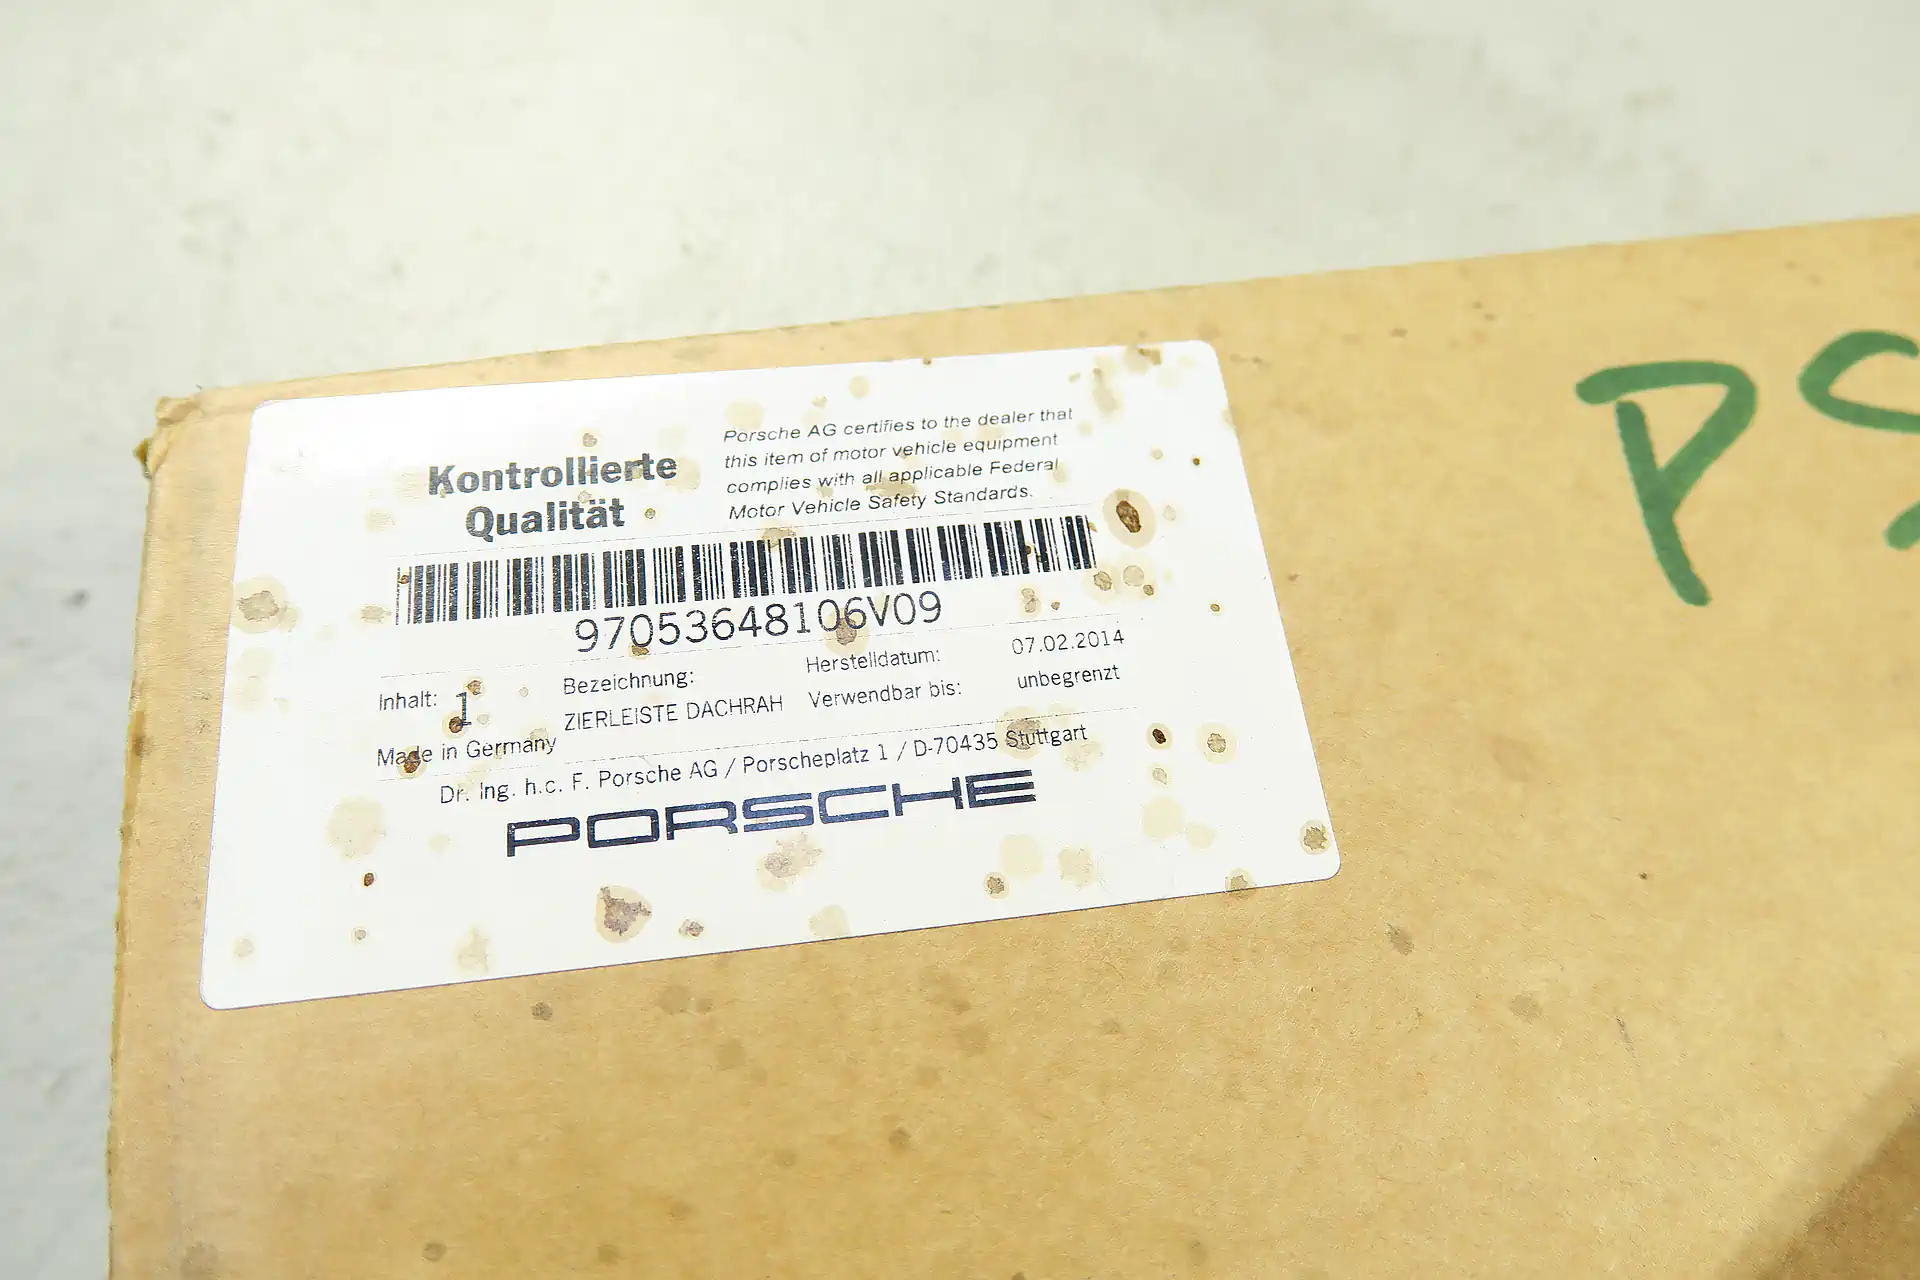 Kontrollierte
Qualität
Porsche AG certifies to the dealer that
this item of motor vehicle equipment
complies with all applicable Federal
Motor Vehicle Safety Standards.
97053648106V09
Inhalt: 1
Bezeichnung:
ZIERLEISTE DACHRAH
Herstelldatum: 07.02.2014
Verwendbar bis: unbegrenzt
Made in Germany
Dr. Ing. h.c. F. Porsche AG / Porscheplatz 1 / D-70435 Stuttgart
PORSCHE